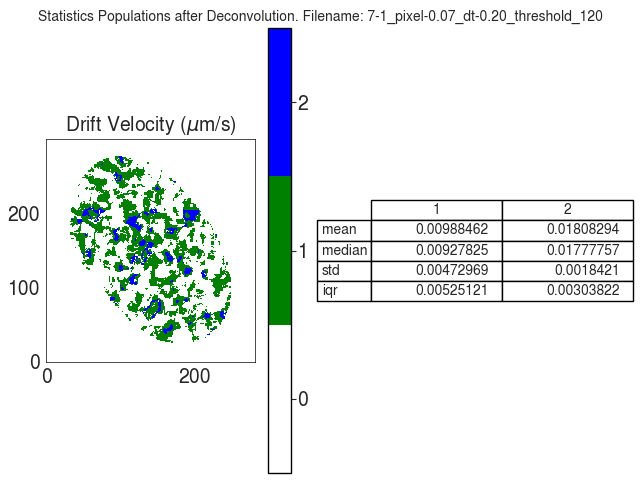 Statistics Populations after Deconvolution. Filename: 7-1_pixel-0.07_dt-0.20_threshold_120
Drift Velocity (μm/s)
200
100
0
0 200
2
1
0
1 2
mean 0.00988462 0.01808294
median 0.00927825 0.01777757
std 0.00472969 0.0018421
iqr 0.00525121 0.00303822